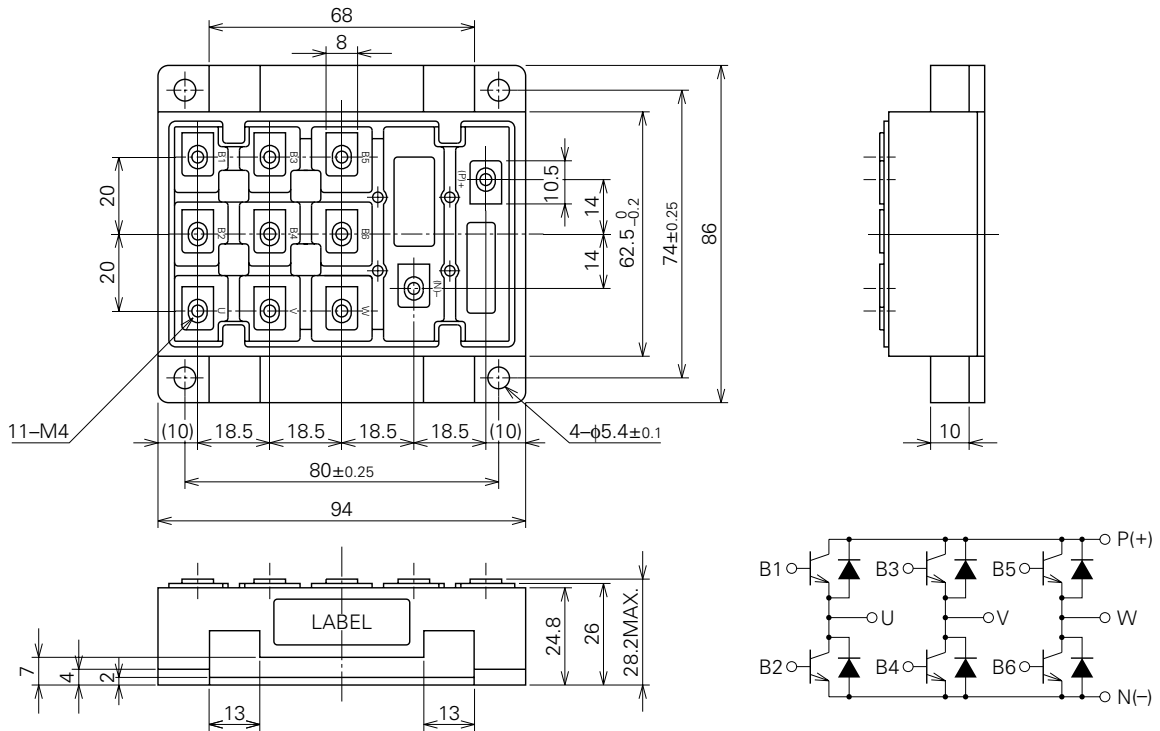 68
8
B1
B3
B5
(P)+
B2
B4
B6
(N)–
U
V
W
20
20
10.5
14
14
62.5 0 –0.2
74±0.25
86
11–M4
(10)
18.5
18.5
18.5
18.5
(10)
4–ϕ5.4±0.1
80±0.25
94
10
LABEL
7
4
2
13
13
24.8
26
28.2MAX.
P(+)
B1
B3
B5
U
V
W
B2
B4
B6
N(–)